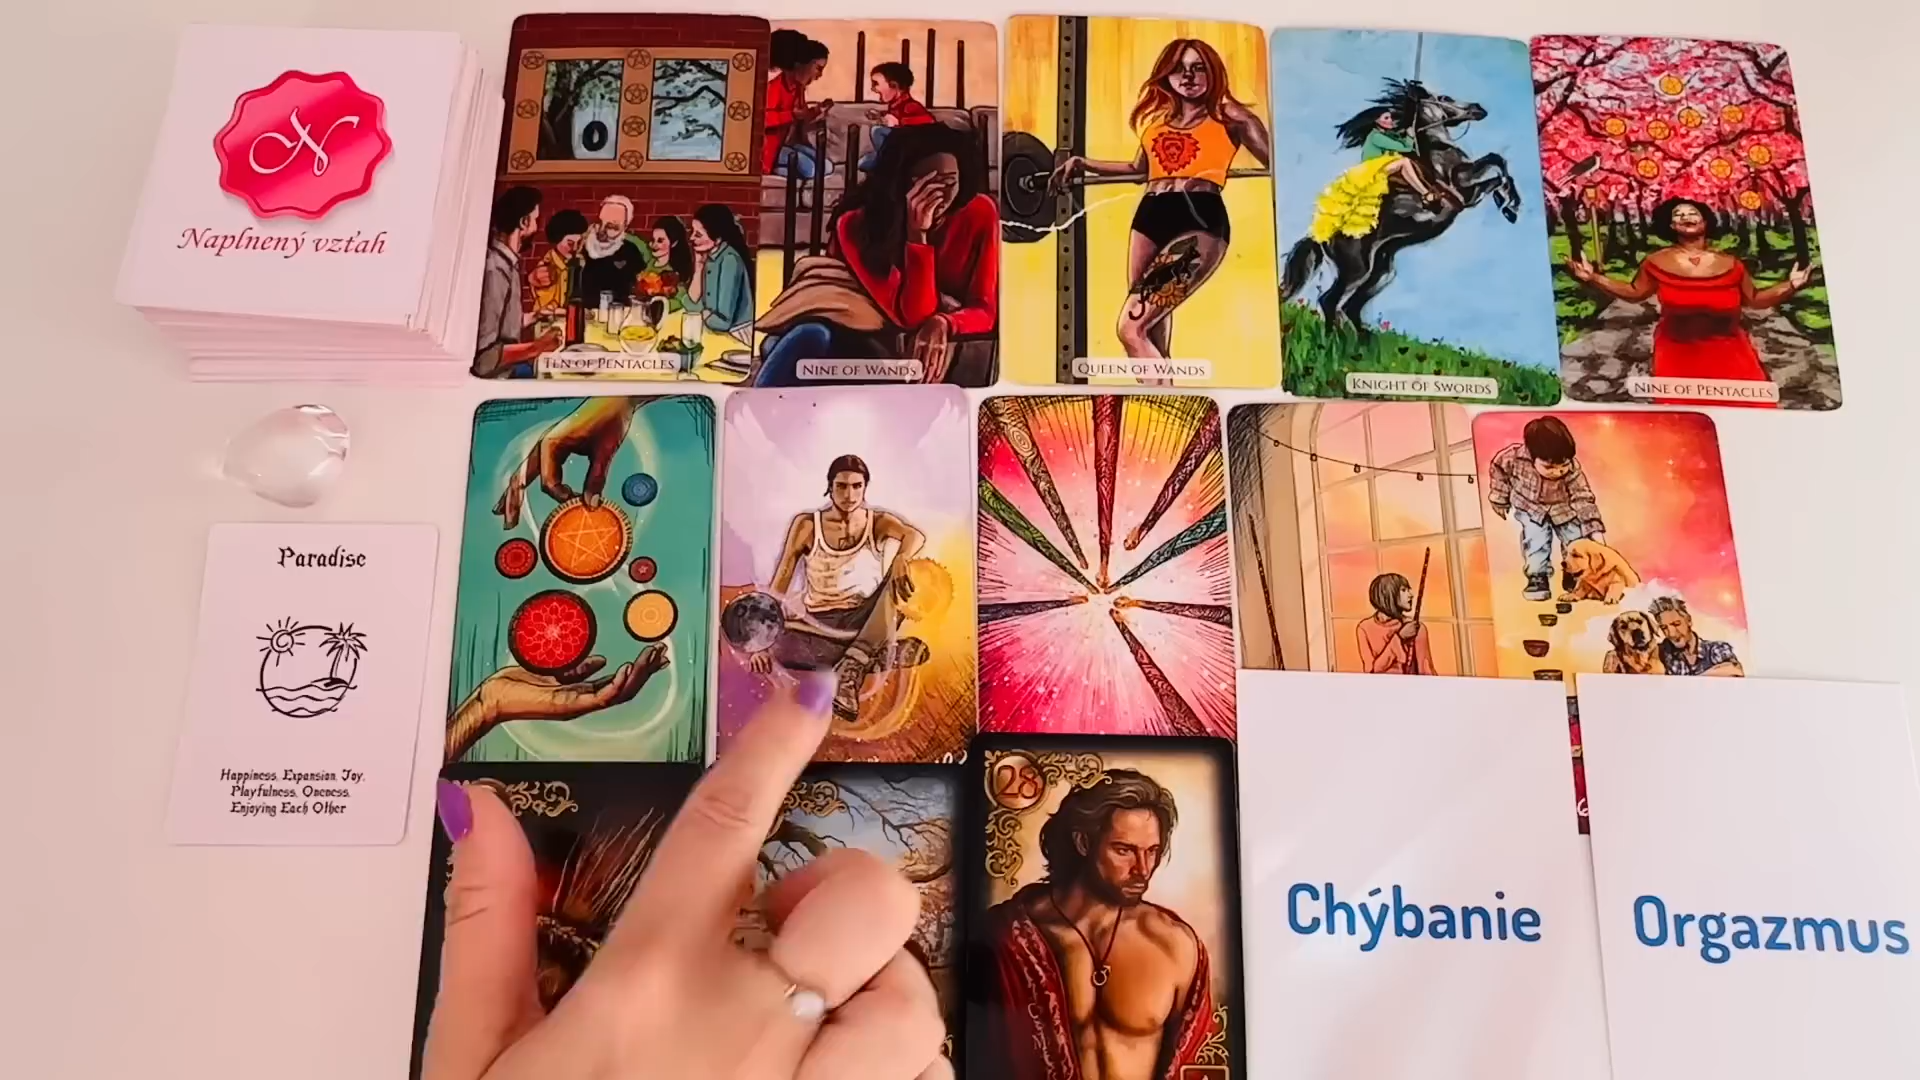 N
Naplnený vzťah
TEN OF PENTACLES
NINE OF WANDS
QUEEN OF WANDS
KNIGHT OF SWORDS
NINE OF PENTACLES
Paradise
Happiness, Expansion, Joy,
Playfulness, Oneness,
Enjoying Each Other
28
Chýbanie
Orgazmus